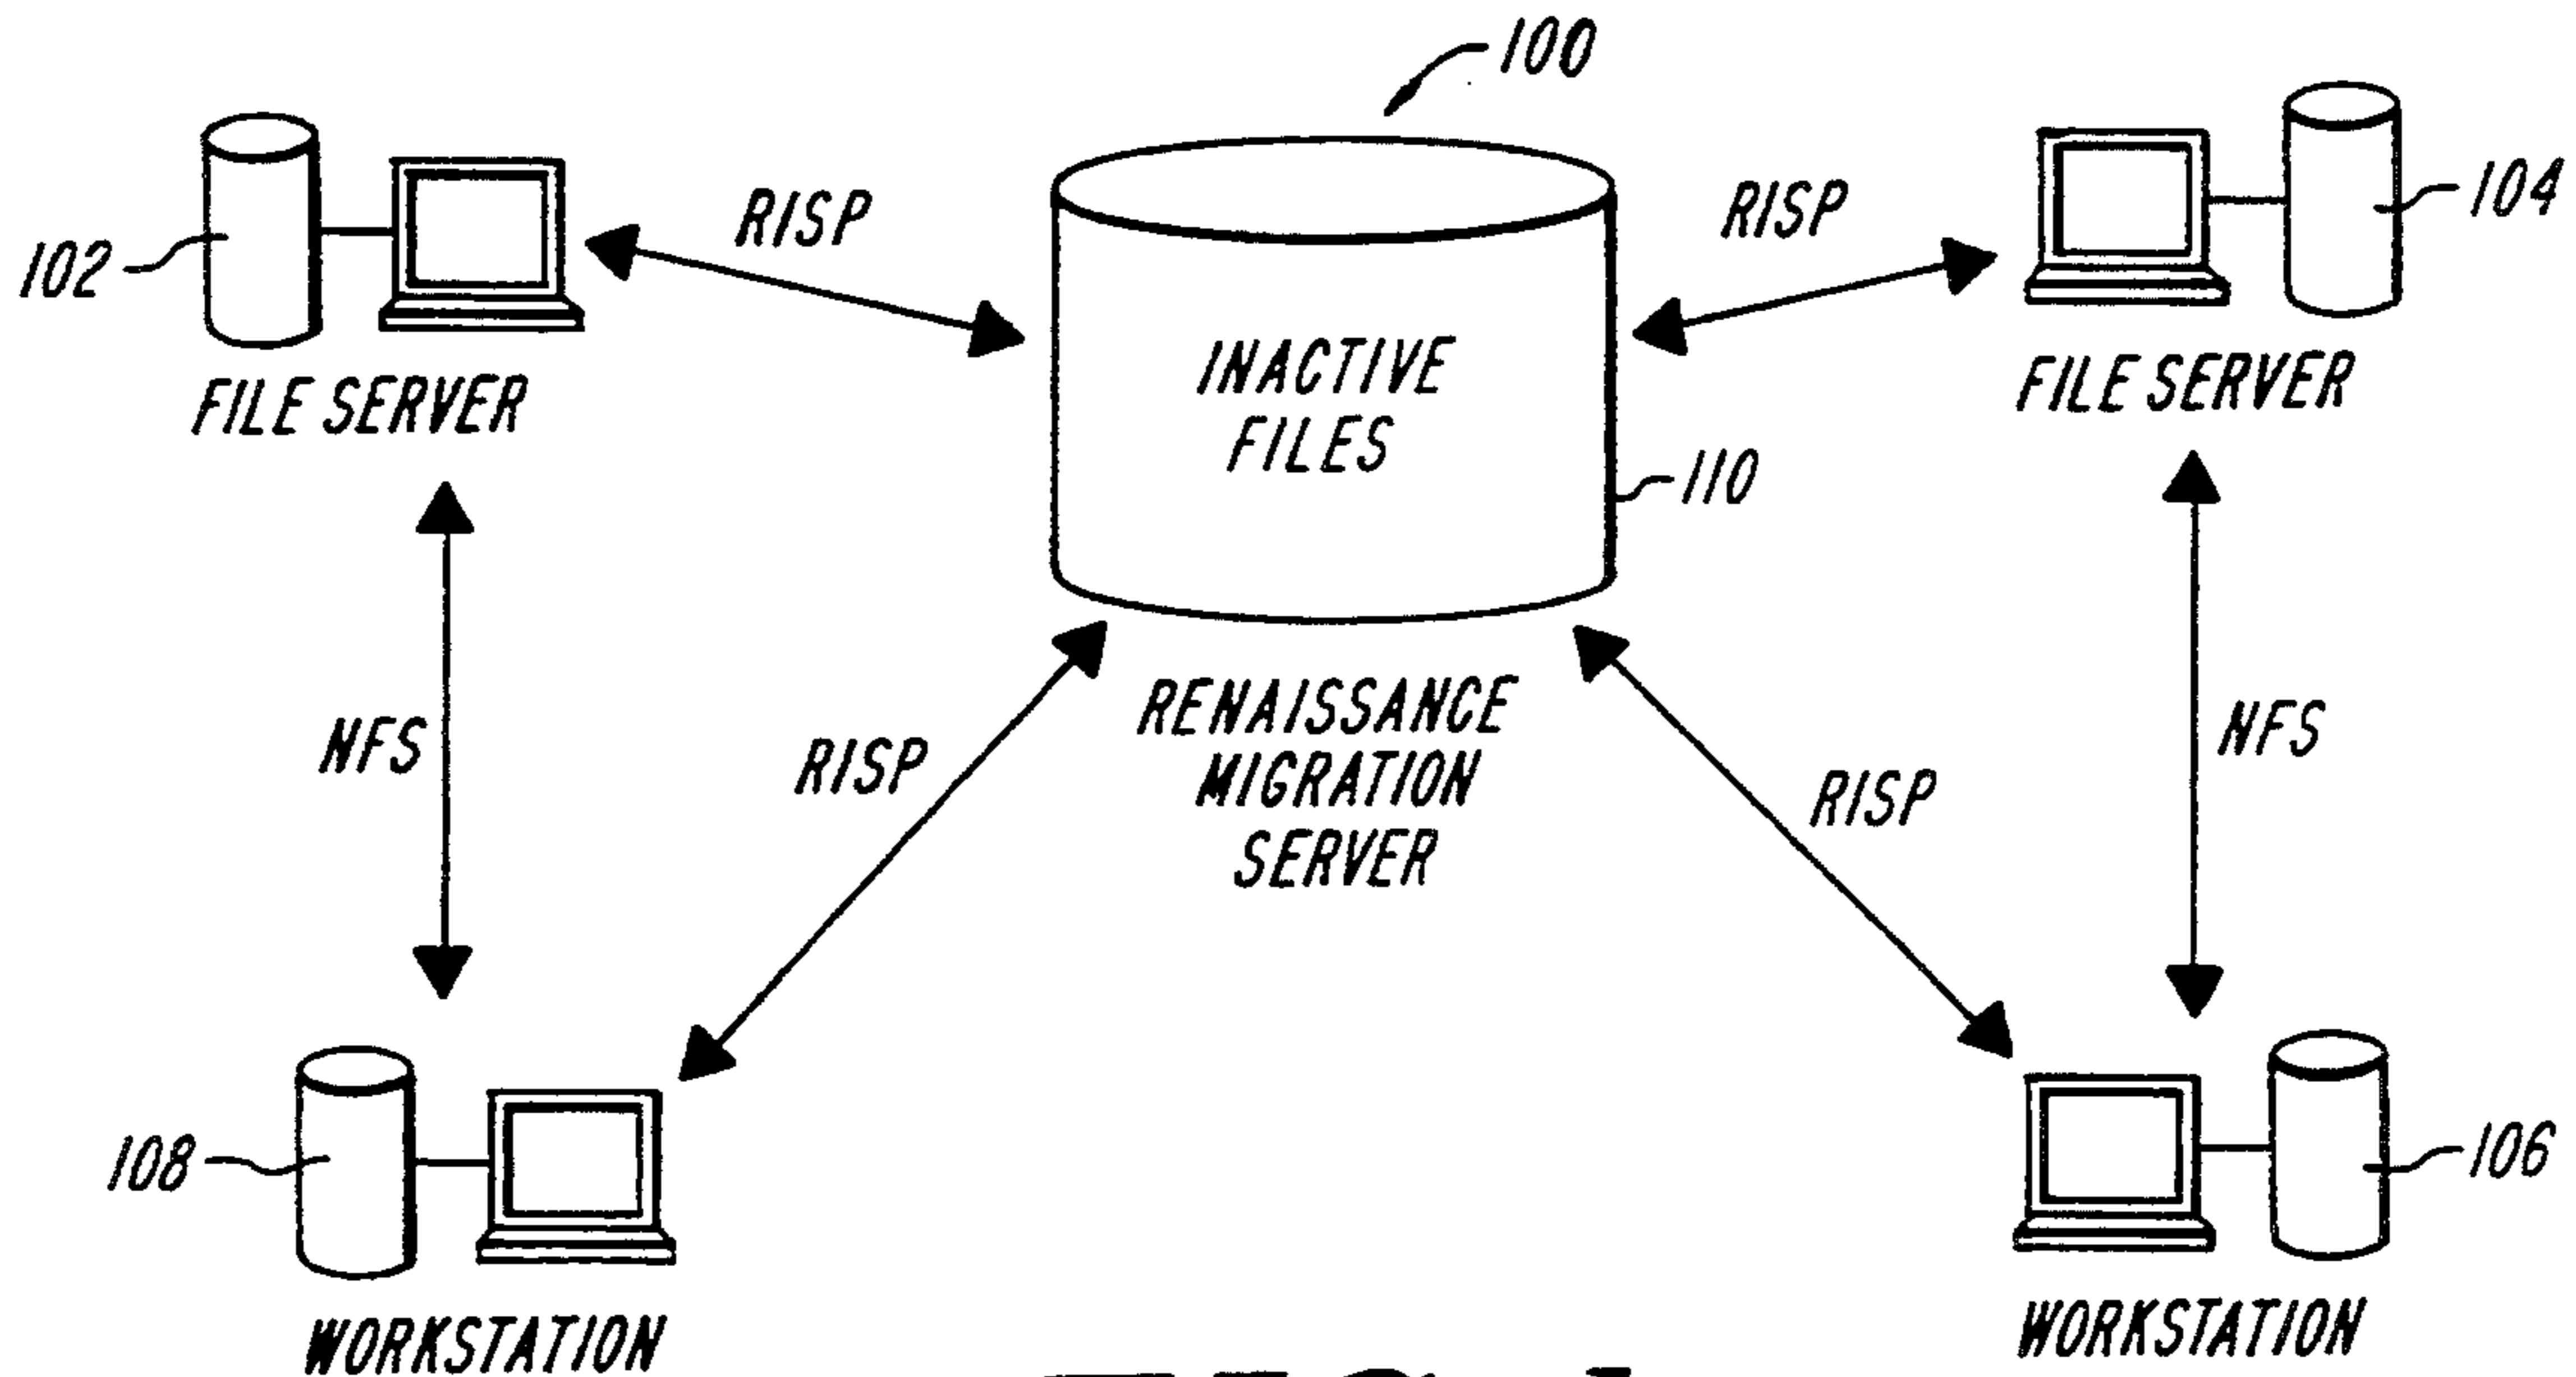 100
RISP
RISP
104
102
INACTIVE
FILES
FILE SERVER
FILE SERVER
110
RENAISSANCE
MIGRATION
SERVER
NFS
RISP
RISP
NFS
108
106
WORKSTATION
WORKSTATION